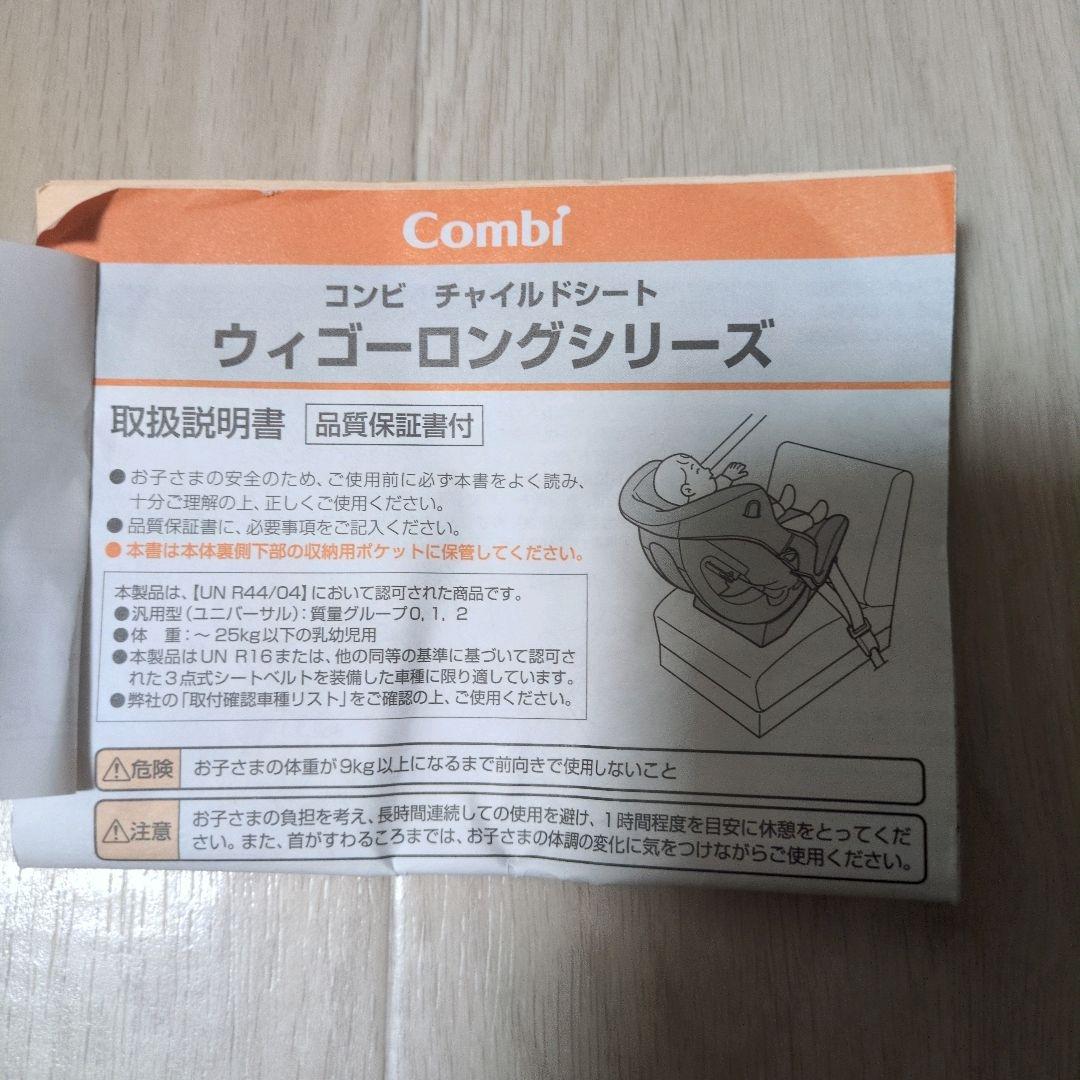 Combi
コンビ チャイルドシート
ウィゴーロングシリーズ
取扱説明書 品質保証書付
●お子さまの安全のため、ご使用前に必ず本書をよく読み、
十分ご理解の上、正しくご使用ください。
●品質保証書に、必要事項をご記入ください。
●本書は本体裏側下部の収納用ポケットに保管してください。
本製品は、【UN R44/04】において認可された商品です。
●汎用型(ユニバーサル):質量グループ0, 1, 2
●体 重:～25kg以下の乳幼児用
●本製品はUN R16または、他の同等の基準に基づいて認可さ
れた3点式シートベルトを装備した車種に限り適しています。
●弊社の「取付確認車種リスト」をご確認の上、ご使用ください。
⚠危険 お子さまの体重が9kg以上になるまで前向きで使用しないこと
⚠注意 お子さまの負担を考え、長時間連続しての使用を避け、1時間程度を目安に休憩をとってくだ
さい。また、首がすわるころまでは、お子さまの体調の変化に気をつけながらご使用ください。